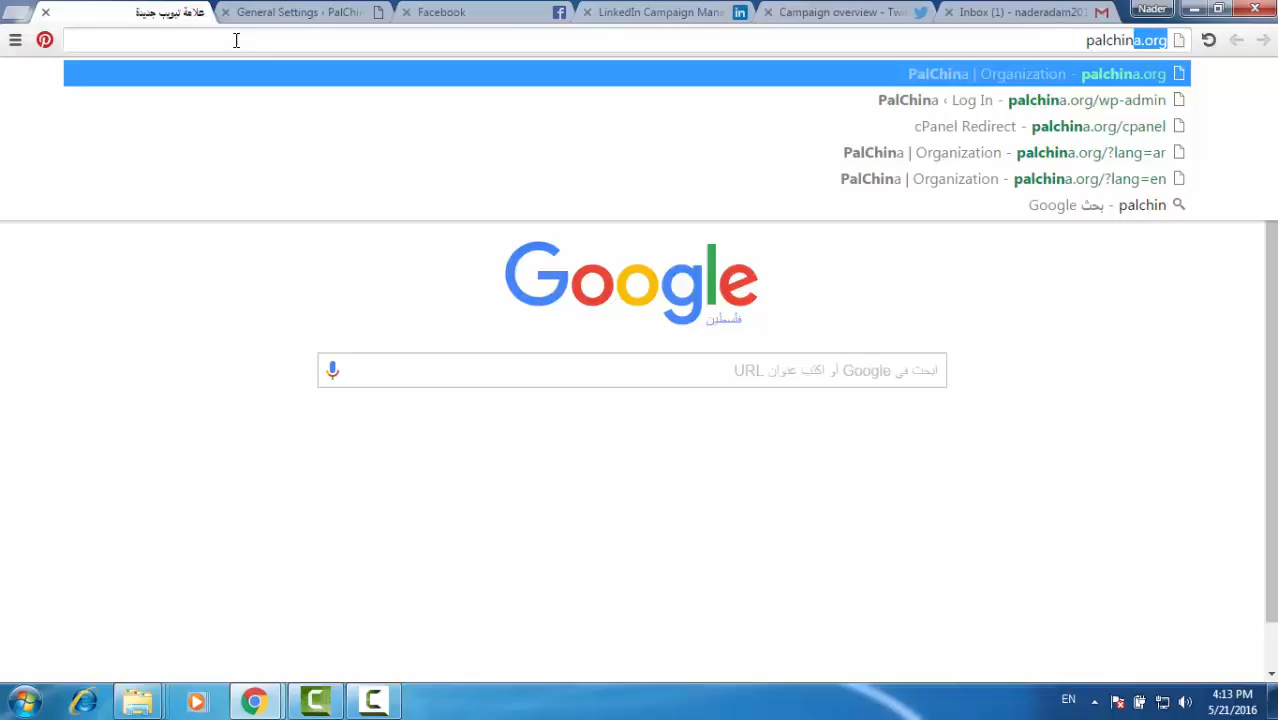 علامة تبويب جديدة
General Settings ‹ PalChin
Facebook
LinkedIn Campaign Mana
Campaign overview - Twi
Inbox (1) - naderadam201
Nader
palchina.org
PalChina | Organization - palchina.org
PalChina ‹ Log In - palchina.org/wp-admin
cPanel Redirect - palchina.org/cpanel
PalChina | Organization - palchina.org/?lang=ar
PalChina | Organization - palchina.org/?lang=en
palchin - بحث Google
Google
فلسطين
ابحث في Google أو اكتب عنوان URL
EN
4:13 PM
5/21/2016